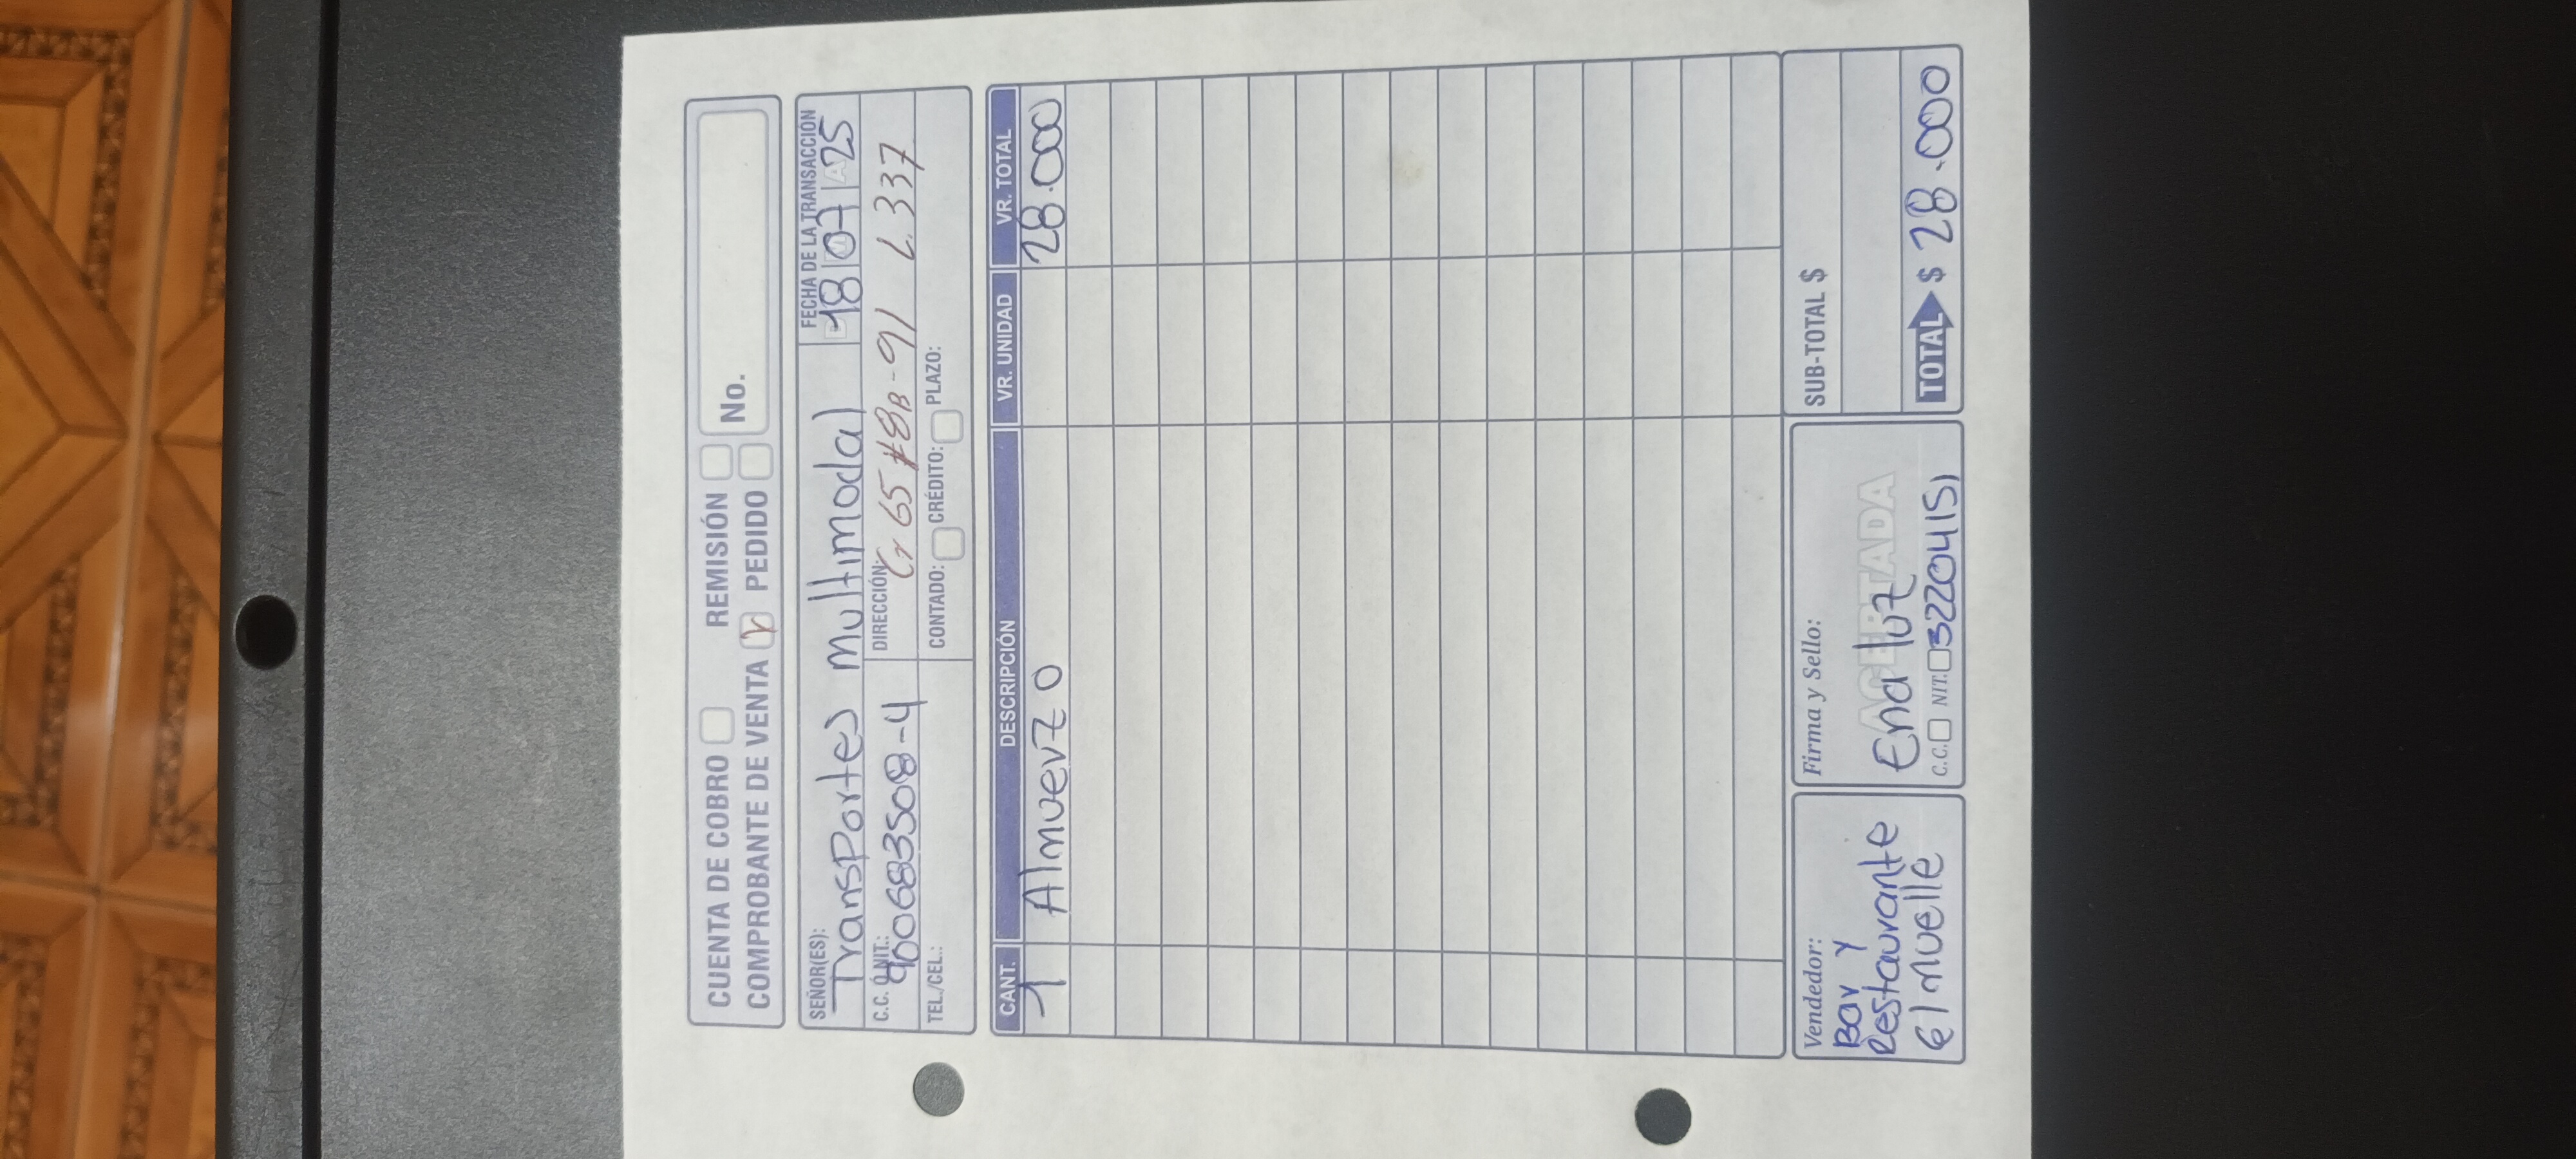 CUENTA DE COBRO REMISIÓN
COMPROBANTE DE VENTA X PEDIDO No.
SEÑOR(ES): FECHA DE LA TRANSACCIÓN
Transportes multimodal 18 07 25
C.C. Ó NIT.: 900683508-4 DIRECCIÓN: Cr 65 #8B-91 L.337
TEL./CEL.: CONTADO: CRÉDITO: PLAZO:
CANT. DESCRIPCIÓN VR. UNIDAD VR. TOTAL
1 Almuerzo 28.000
Vendedor: Firma y Sello: SUB-TOTAL $
Bar y
Restaurante
El muelle
ACERTADA
Ena luz
C.C. NIT. 32204151
TOTAL $ 28.000